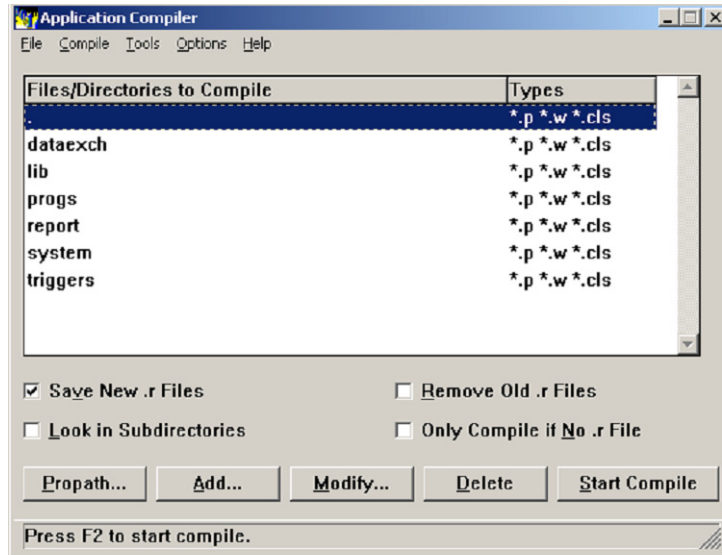 Application Compiler
File Compile Tools Options Help
Files/Directories to Compile Types
. *.p *.w *.cls
dataexch *.p *.w *.cls
lib *.p *.w *.cls
progs *.p *.w *.cls
report *.p *.w *.cls
system *.p *.w *.cls
triggers *.p *.w *.cls
Save New .r Files Remove Old .r Files
Look in Subdirectories Only Compile if No .r File
Propath... Add... Modify... Delete Start Compile
Press F2 to start compile.